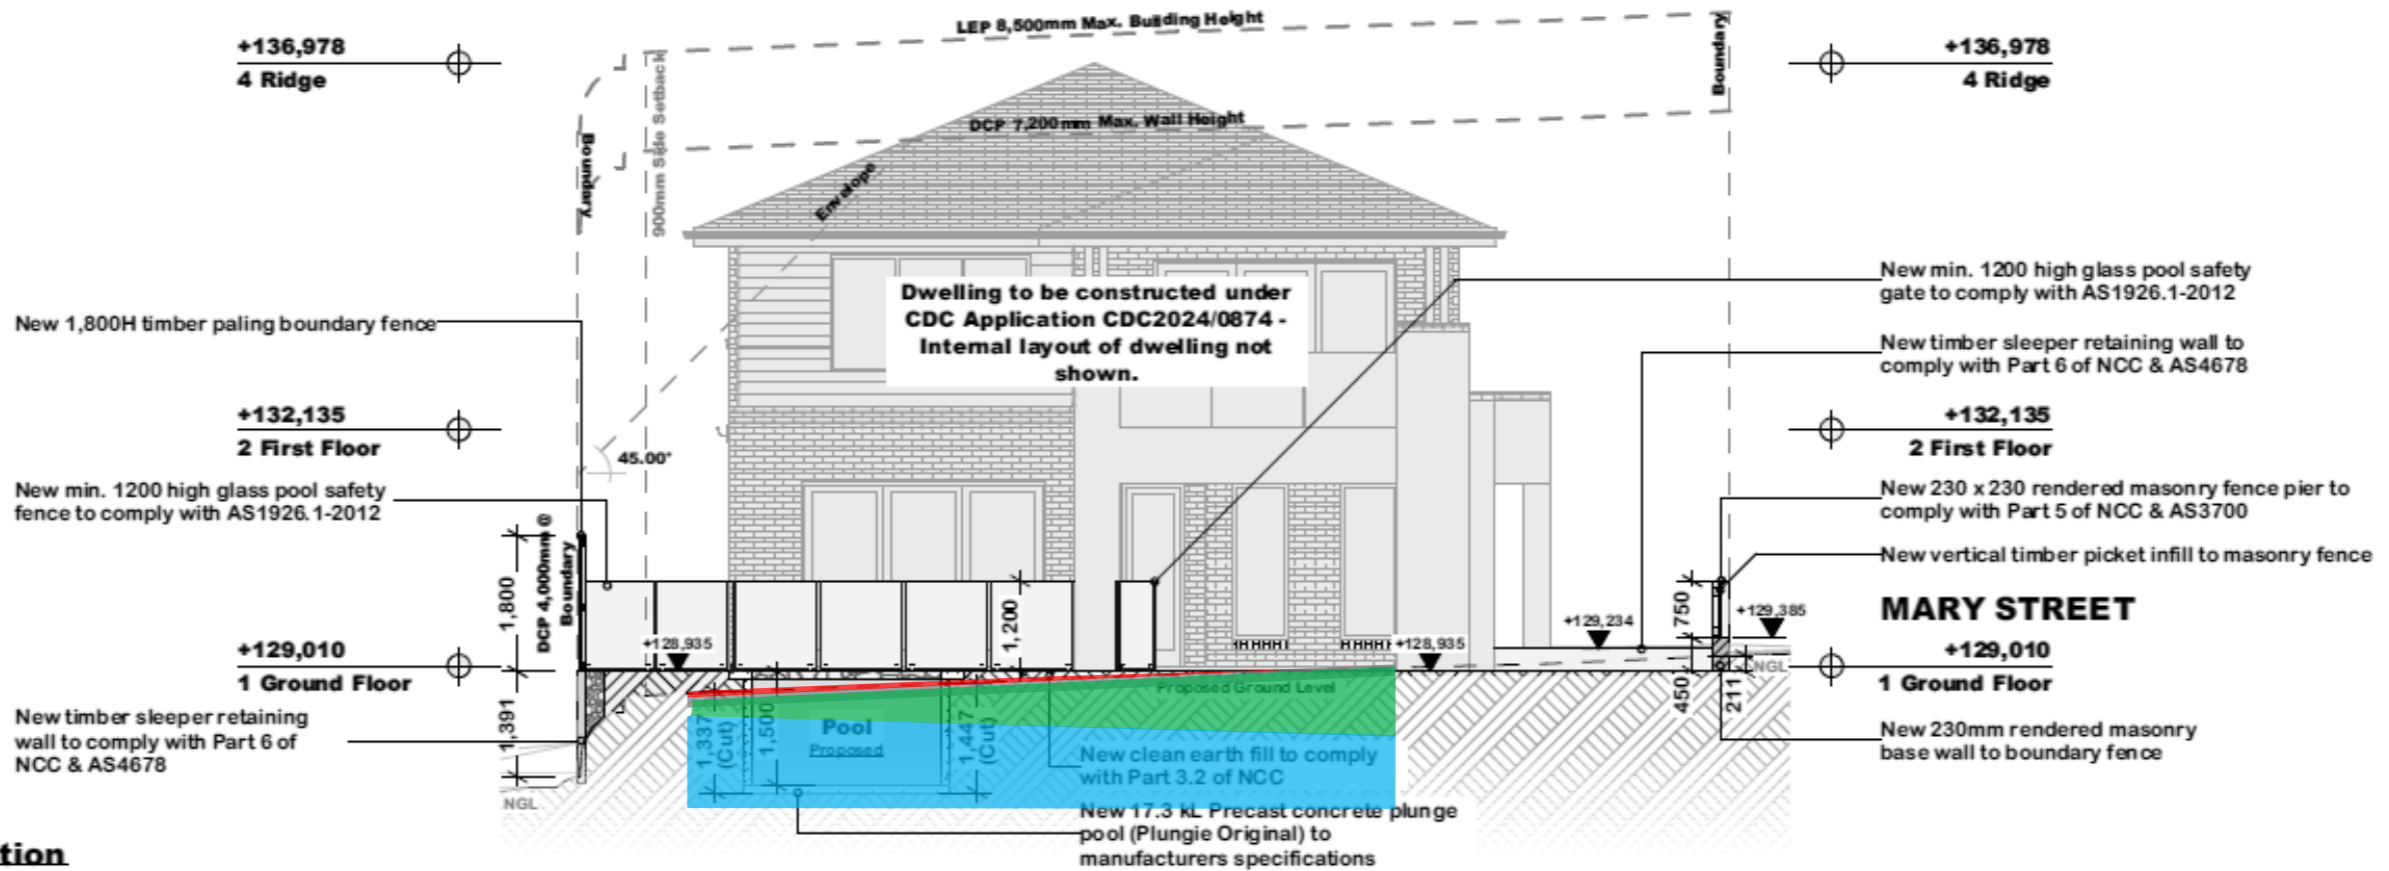 LEP 8,500mm Max. Building Height
+136,978
4 Ridge
Boundary
+136,978
4 Ridge
900mm Side Setback
DCP 7,200mm Max. Wall Height
Boundary
Envelope
Dwelling to be constructed under
CDC Application CDC2024/0874 -
Internal layout of dwelling not
shown.
New min. 1200 high glass pool safety
gate to comply with AS1926.1-2012
New 1,800H timber paling boundary fence
New timber sleeper retaining wall to
comply with Part 6 of NCC & AS4678
+132,135
2 First Floor
+132,135
2 First Floor
45.00°
New min. 1200 high glass pool safety
fence to comply with AS1926.1-2012
New 230 x 230 rendered masonry fence pier to
comply with Part 5 of NCC & AS3700
DCP 4,000mm @
Boundary
New vertical timber picket infill to masonry fence
1,800
1,200
750
+129,385
MARY STREET
+129,234
+128,935
+128,935
+129,010
1 Ground Floor
+129,010
1 Ground Floor
NGL
Proposed Ground Level
450
211
New timber sleeper retaining
wall to comply with Part 6 of
NCC & AS4678
1,391
1,337
(Cut)
1,500
Pool
Proposed
1,447
(Cut)
New clean earth fill to comply
with Part 3.2 of NCC
New 230mm rendered masonry
base wall to boundary fence
NGL
New 17.3 kL Precast concrete plunge
pool (Plungie Original) to
manufacturers specifications
tion